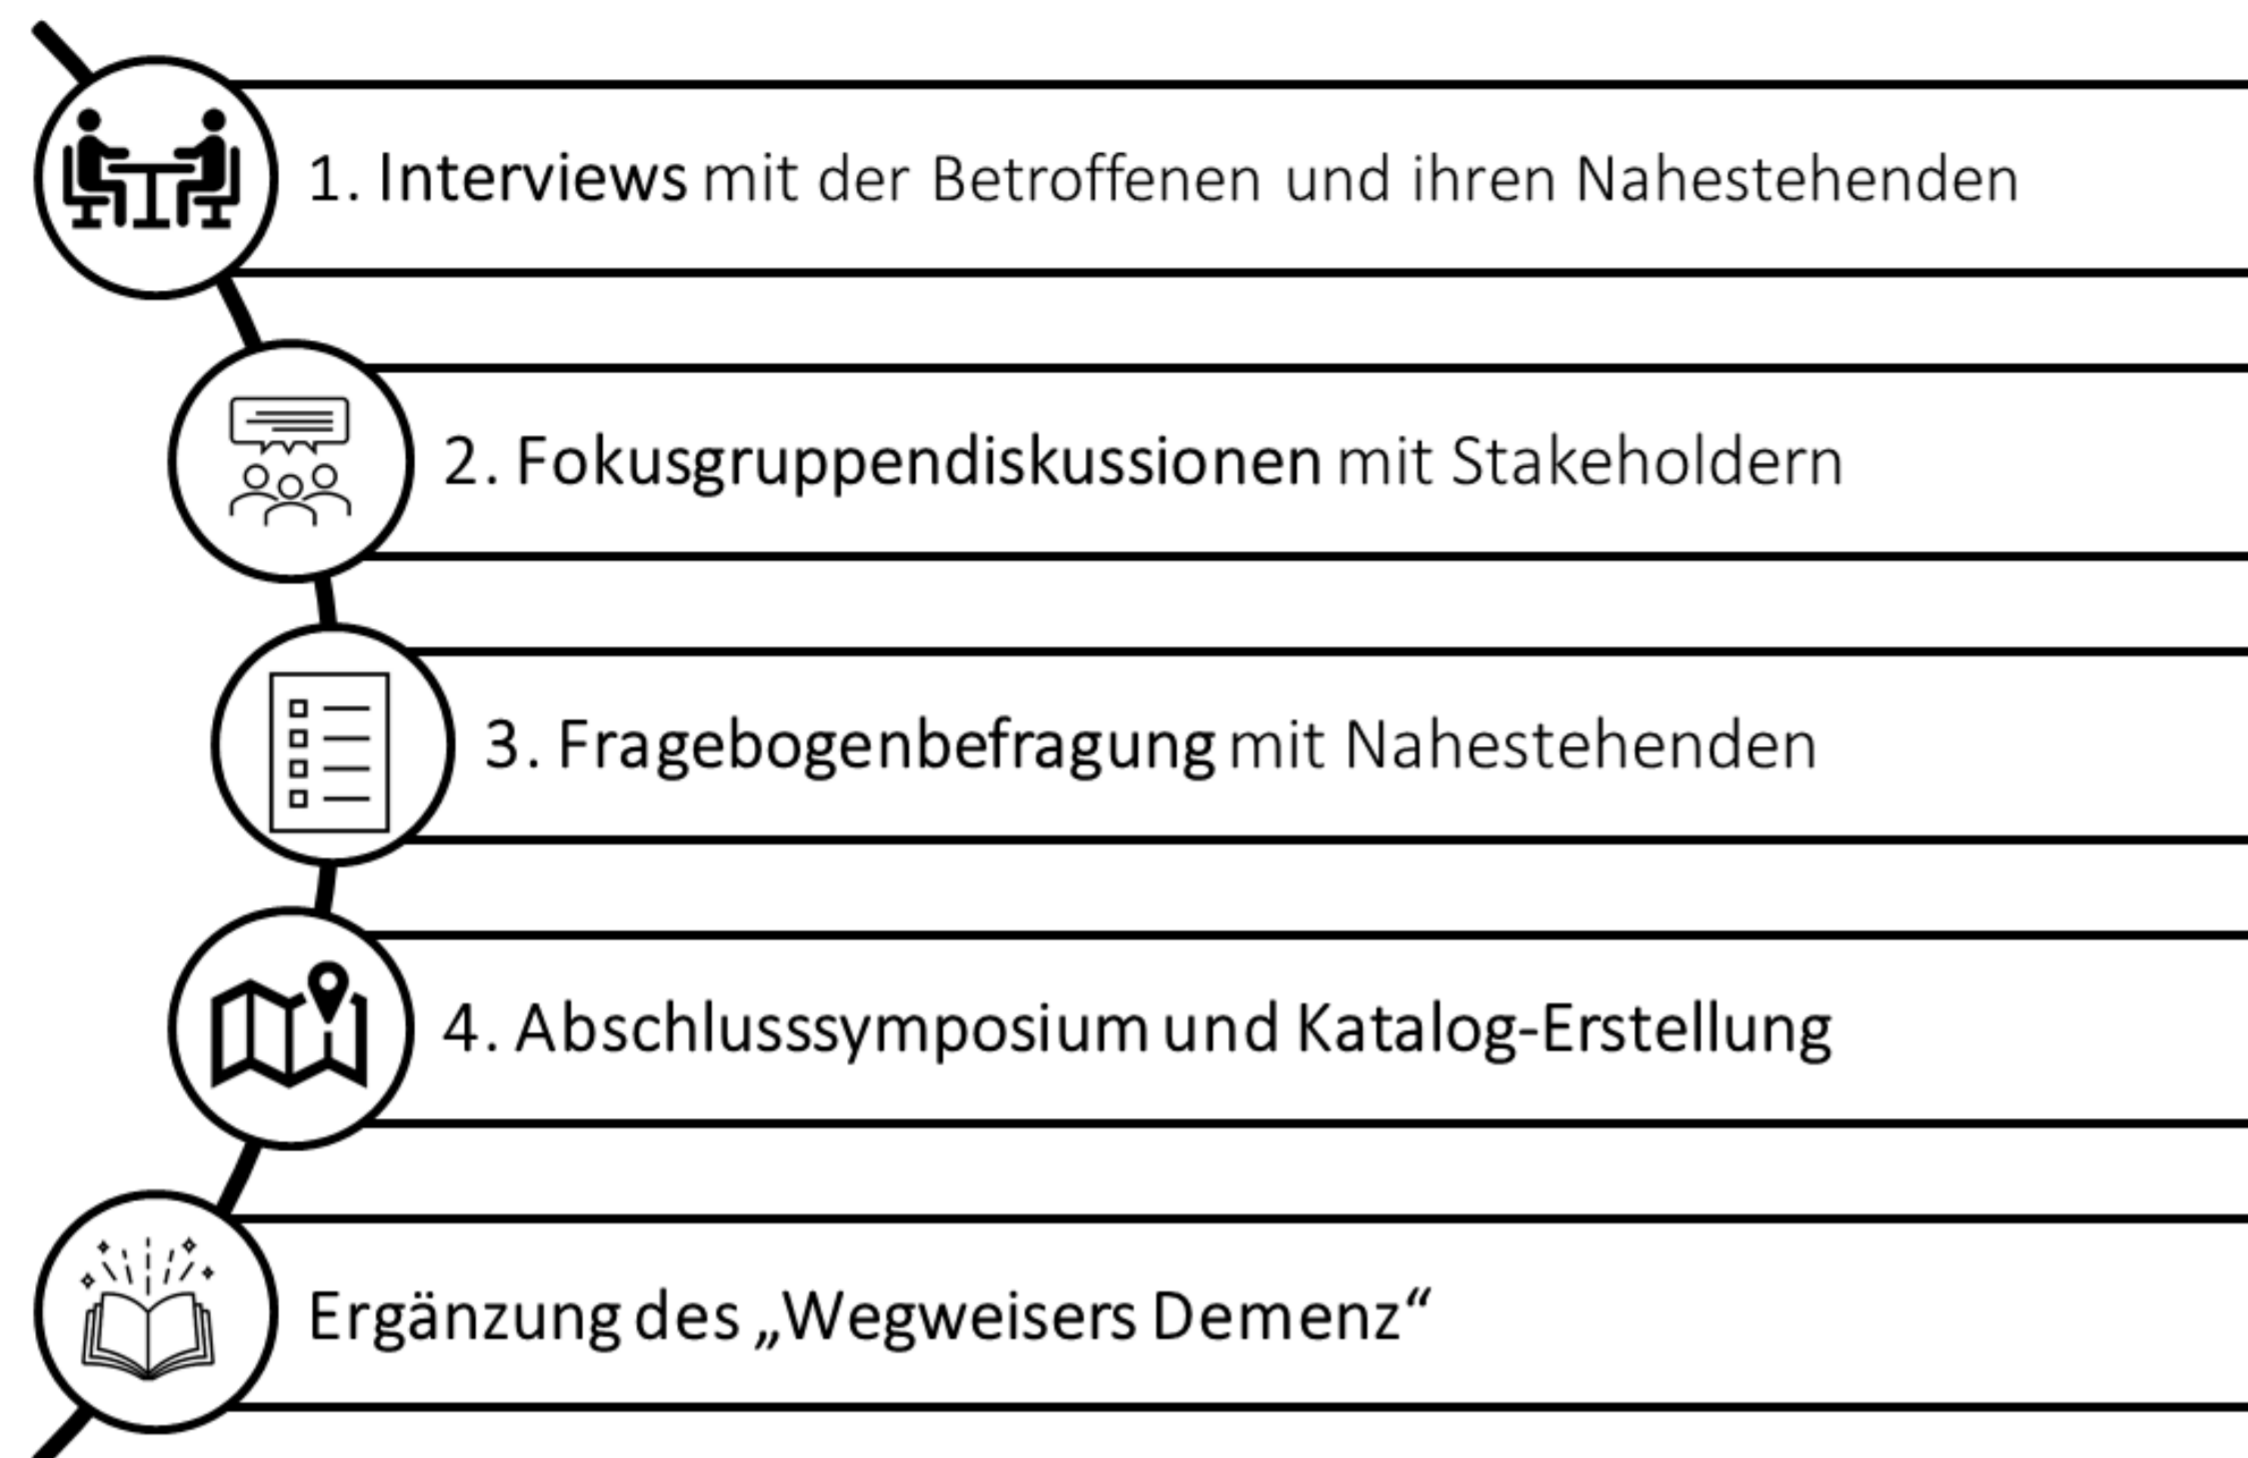 1. Interviews mit der Betroffenen und ihren Nahestehenden
2. Fokusgruppendiskussionen mit Stakeholdern
3. Fragebogenbefragung mit Nahestehenden
4. Abschlusssymposium und Katalog-Erstellung
Ergänzung des „Wegweisers Demenz“